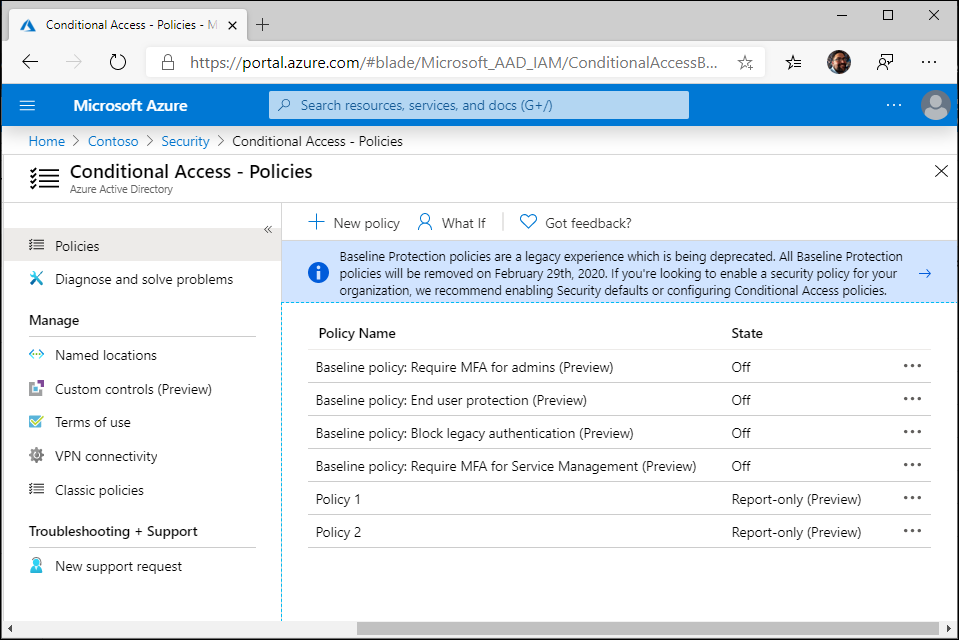 Conditional Access - Policies - M
https://portal.azure.com/#blade/Microsoft_AAD_IAM/ConditionalAccessB...
Microsoft Azure
Search resources, services, and docs (G+/)
Home > Contoso > Security > Conditional Access - Policies
Conditional Access - Policies
Azure Active Directory
Policies
Diagnose and solve problems
Manage
Named locations
Custom controls (Preview)
Terms of use
VPN connectivity
Classic policies
Troubleshooting + Support
New support request
New policy What If Got feedback?
Baseline Protection policies are a legacy experience which is being deprecated. All Baseline Protection
policies will be removed on February 29th, 2020. If you're looking to enable a security policy for your
organization, we recommend enabling Security defaults or configuring Conditional Access policies.
Policy Name State
Baseline policy: Require MFA for admins (Preview) Off
Baseline policy: End user protection (Preview) Off
Baseline policy: Block legacy authentication (Preview) Off
Baseline policy: Require MFA for Service Management (Preview) Off
Policy 1 Report-only (Preview)
Policy 2 Report-only (Preview)